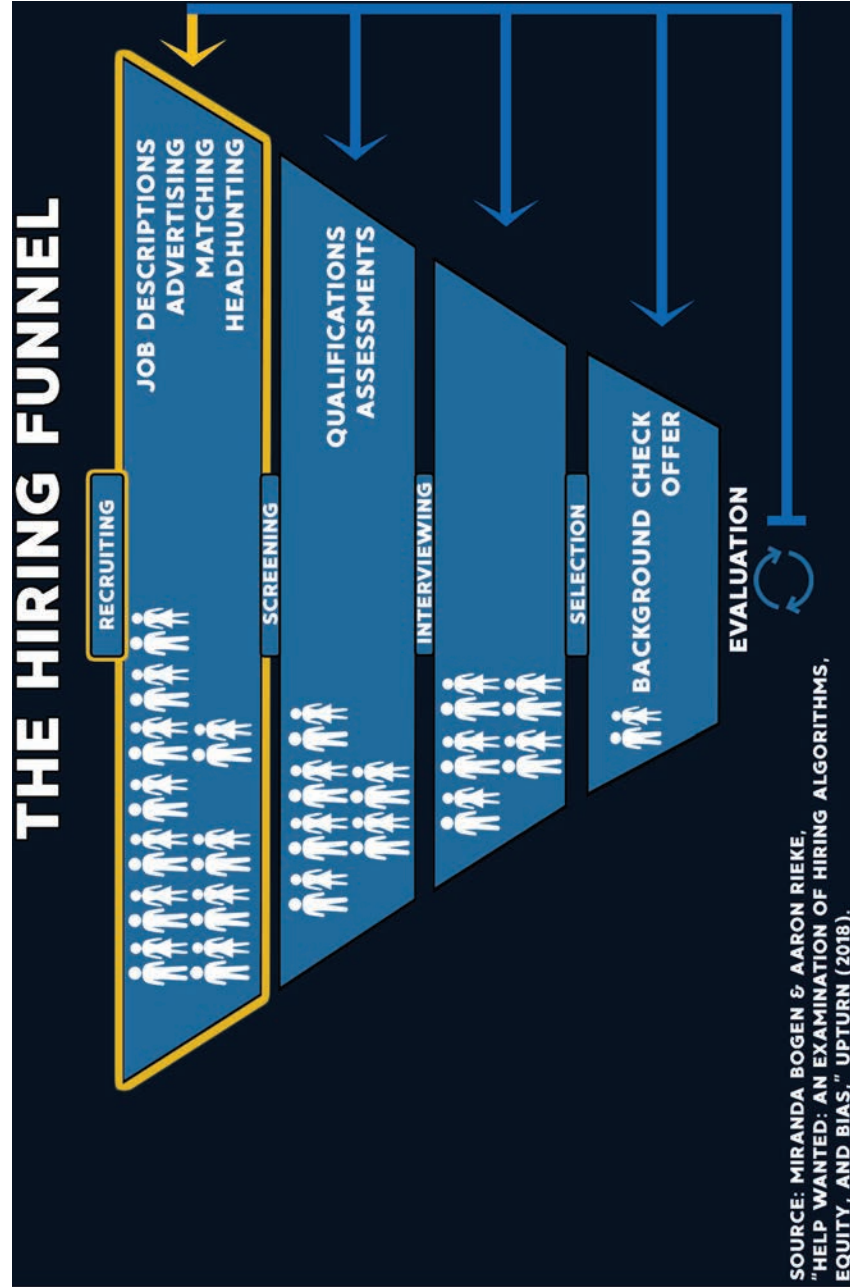 THE HIRING FUNNEL
RECRUITING
JOB DESCRIPTIONS
ADVERTISING
MATCHING
HEADHUNTING
SCREENING
QUALIFICATIONS
ASSESSMENTS
INTERVIEWING
SELECTION
BACKGROUND CHECK
OFFER
EVALUATION
SOURCE: MIRANDA BOGEN & AARON RIEKE,
"HELP WANTED: AN EXAMINATION OF HIRING ALGORITHMS,
EQUITY, AND BIAS," UPTURN (2018).